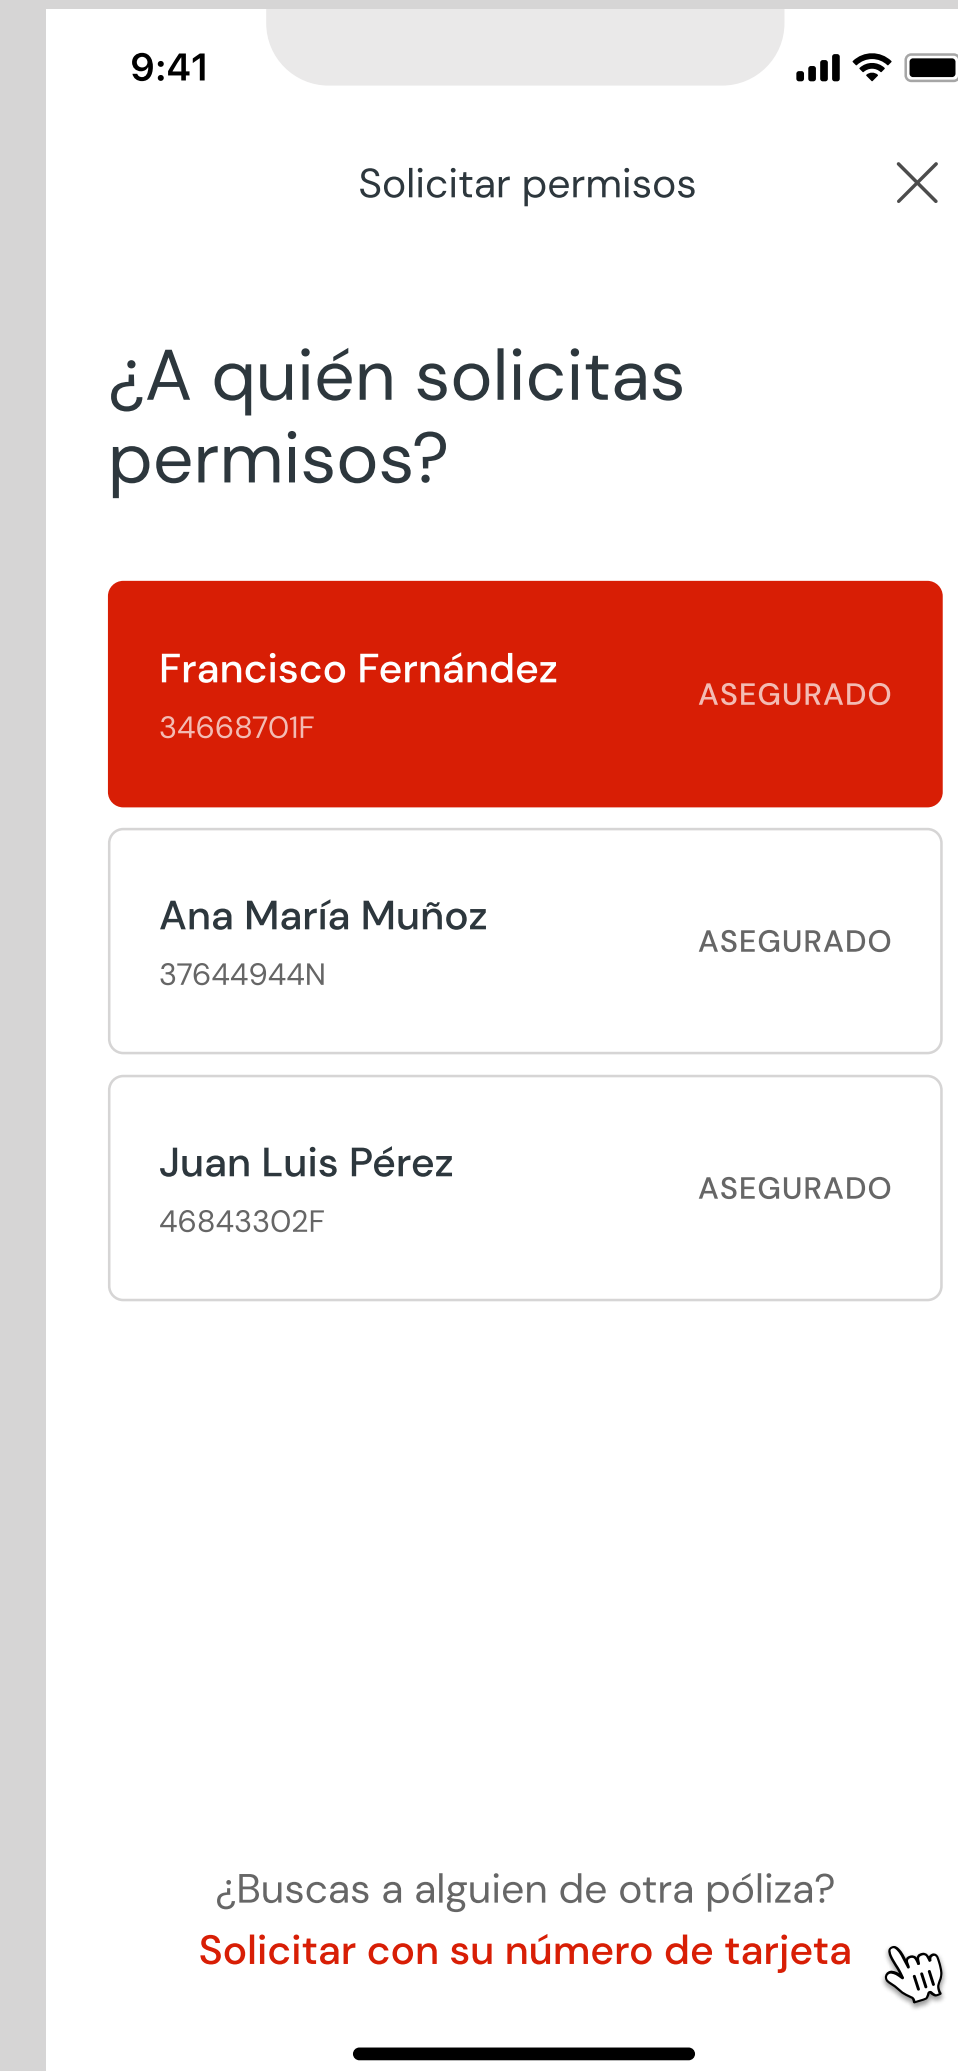 9:41
Solicitar permisos
¿A quién solicitas
permisos?
Francisco Fernández
ASEGURADO
34668701F
Ana María Muñoz
ASEGURADO
37644944N
Juan Luis Pérez
ASEGURADO
46843302F
¿Buscas a alguien de otra póliza?
Solicitar con su número de tarjeta